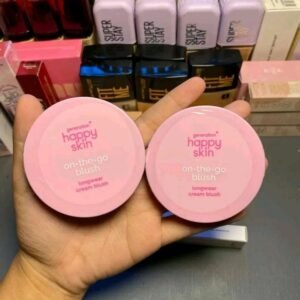 SUPER
STAY
SUPER
STAY
SUPER
STAY
generation
happy
skin
on-the-go
blush
longwear
cream blush
generation
happy
skin
on-the-go
blush
longwear
cream blush